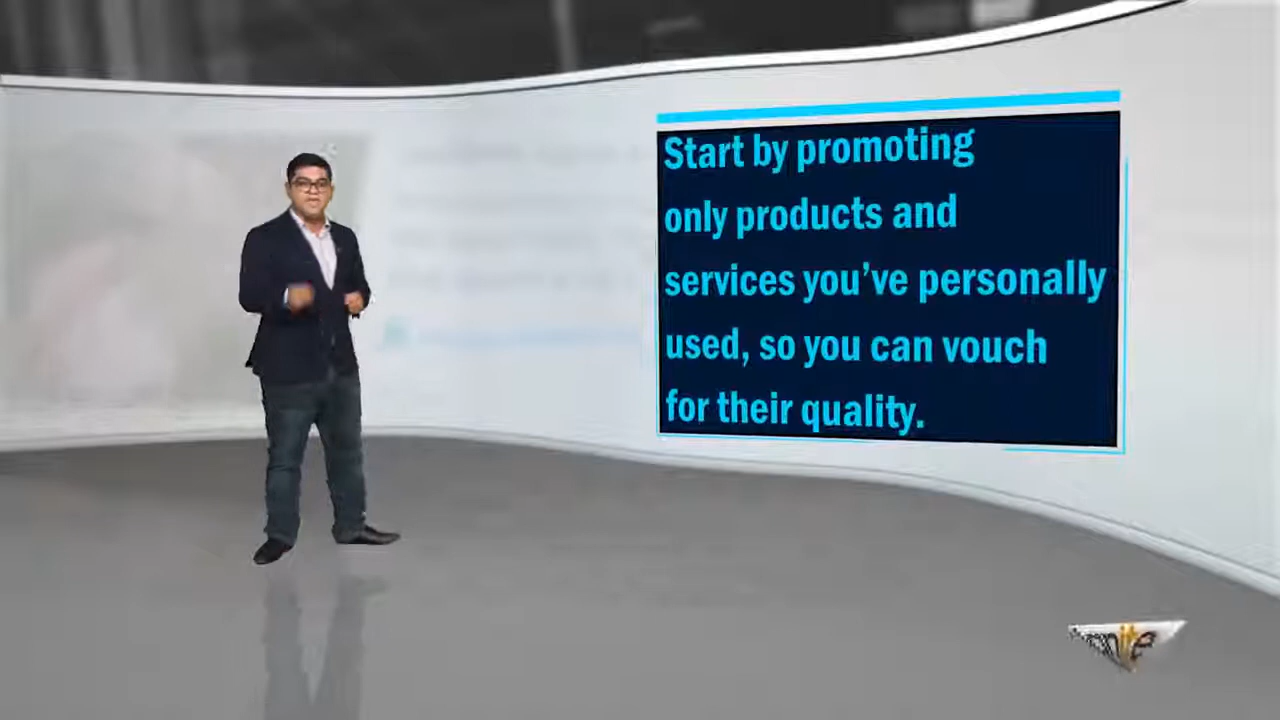 Start by promoting
only products and
services you've personally
used, so you can vouch
for their quality.